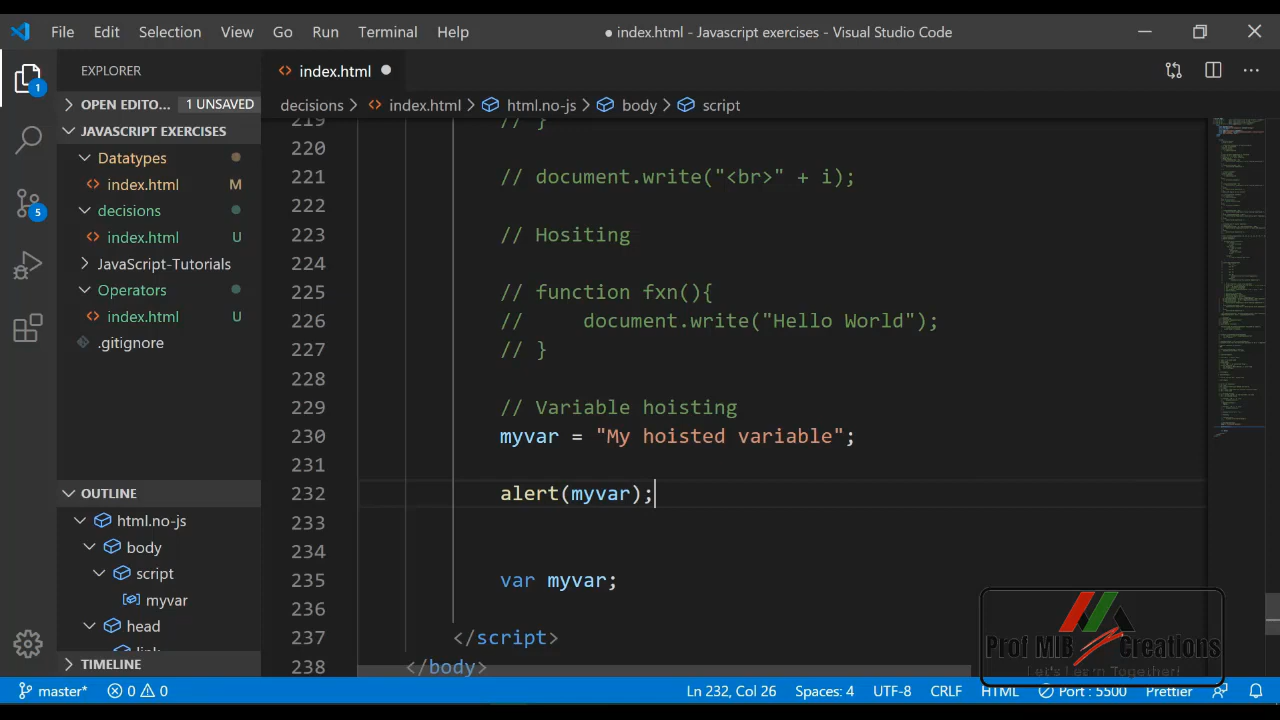 File Edit Selection View Go Run Terminal Help
● index.html - Javascript exercises - Visual Studio Code
EXPLORER
OPEN EDITO... 1 UNSAVED
JAVASCRIPT EXERCISES
Datatypes
index.html M
decisions
index.html U
JavaScript-Tutorials
Operators
index.html U
.gitignore
OUTLINE
html.no-js
body
script
myvar
head
link
TIMELINE
1
5
index.html
decisions > index.html > html.no-js > body > script
219 // }
220
221 // document.write("<br>" + i);
222
223 // Hositing
224
225 // function fxn(){
226 //     document.write("Hello World");
227 // }
228
229 // Variable hoisting
230 myvar = "My hoisted variable";
231
232 alert(myvar);
233
234
235 var myvar;
236
237 </script>
238 </body>
Prof MIB Creations
Let's Learn Together!
master* 0 0 Ln 232, Col 26 Spaces: 4 UTF-8 CRLF HTML Port : 5500 Prettier